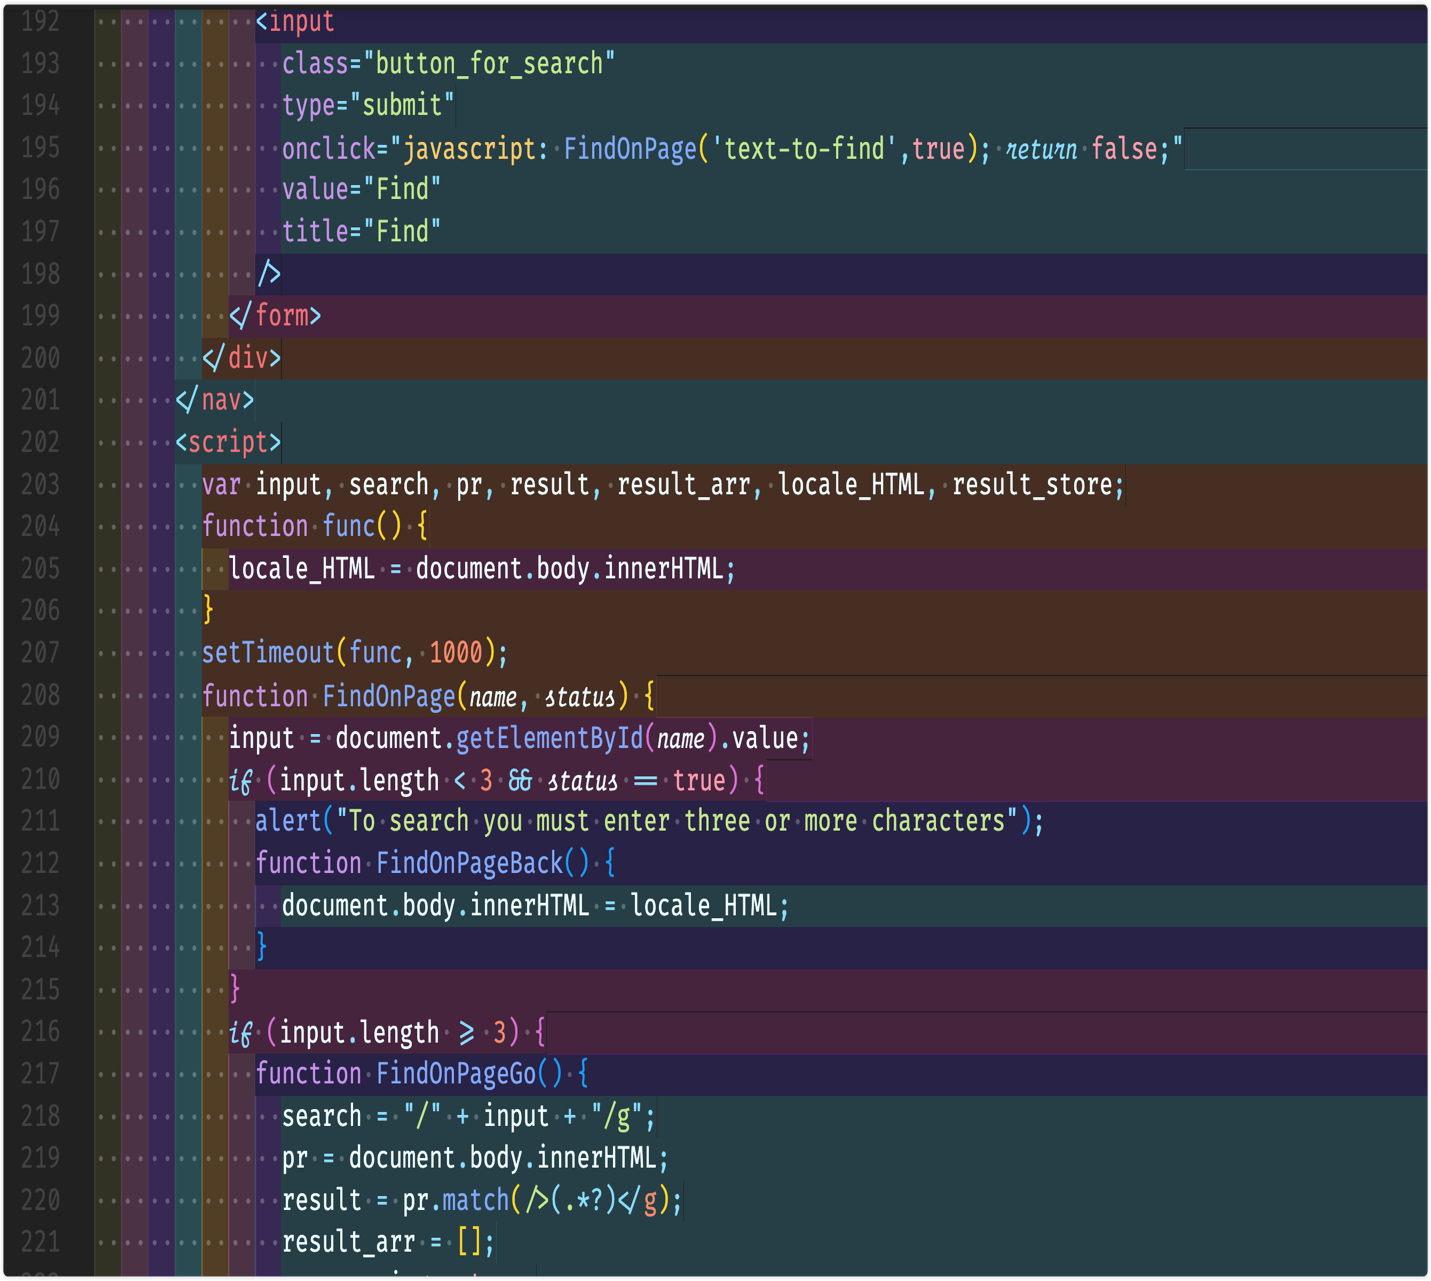 192 <input
193 class="button_for_search"
194 type="submit"
195 onclick="javascript: FindOnPage('text-to-find',true); return false;"
196 value="Find"
197 title="Find"
198 />
199 </form>
200 </div>
201 </nav>
202 <script>
203 var input, search, pr, result, result_arr, locale_HTML, result_store;
204 function func() {
205 locale_HTML = document.body.innerHTML;
206 }
207 setTimeout(func, 1000);
208 function FindOnPage(name, status) {
209 input = document.getElementById(name).value;
210 if (input.length < 3 && status == true) {
211 alert("To search you must enter three or more characters");
212 function FindOnPageBack() {
213 document.body.innerHTML = locale_HTML;
214 }
215 }
216 if (input.length >= 3) {
217 function FindOnPageGo() {
218 search = "/" + input + "/g";
219 pr = document.body.innerHTML;
220 result = pr.match(/>(.*?)</g);
221 result_arr = [];